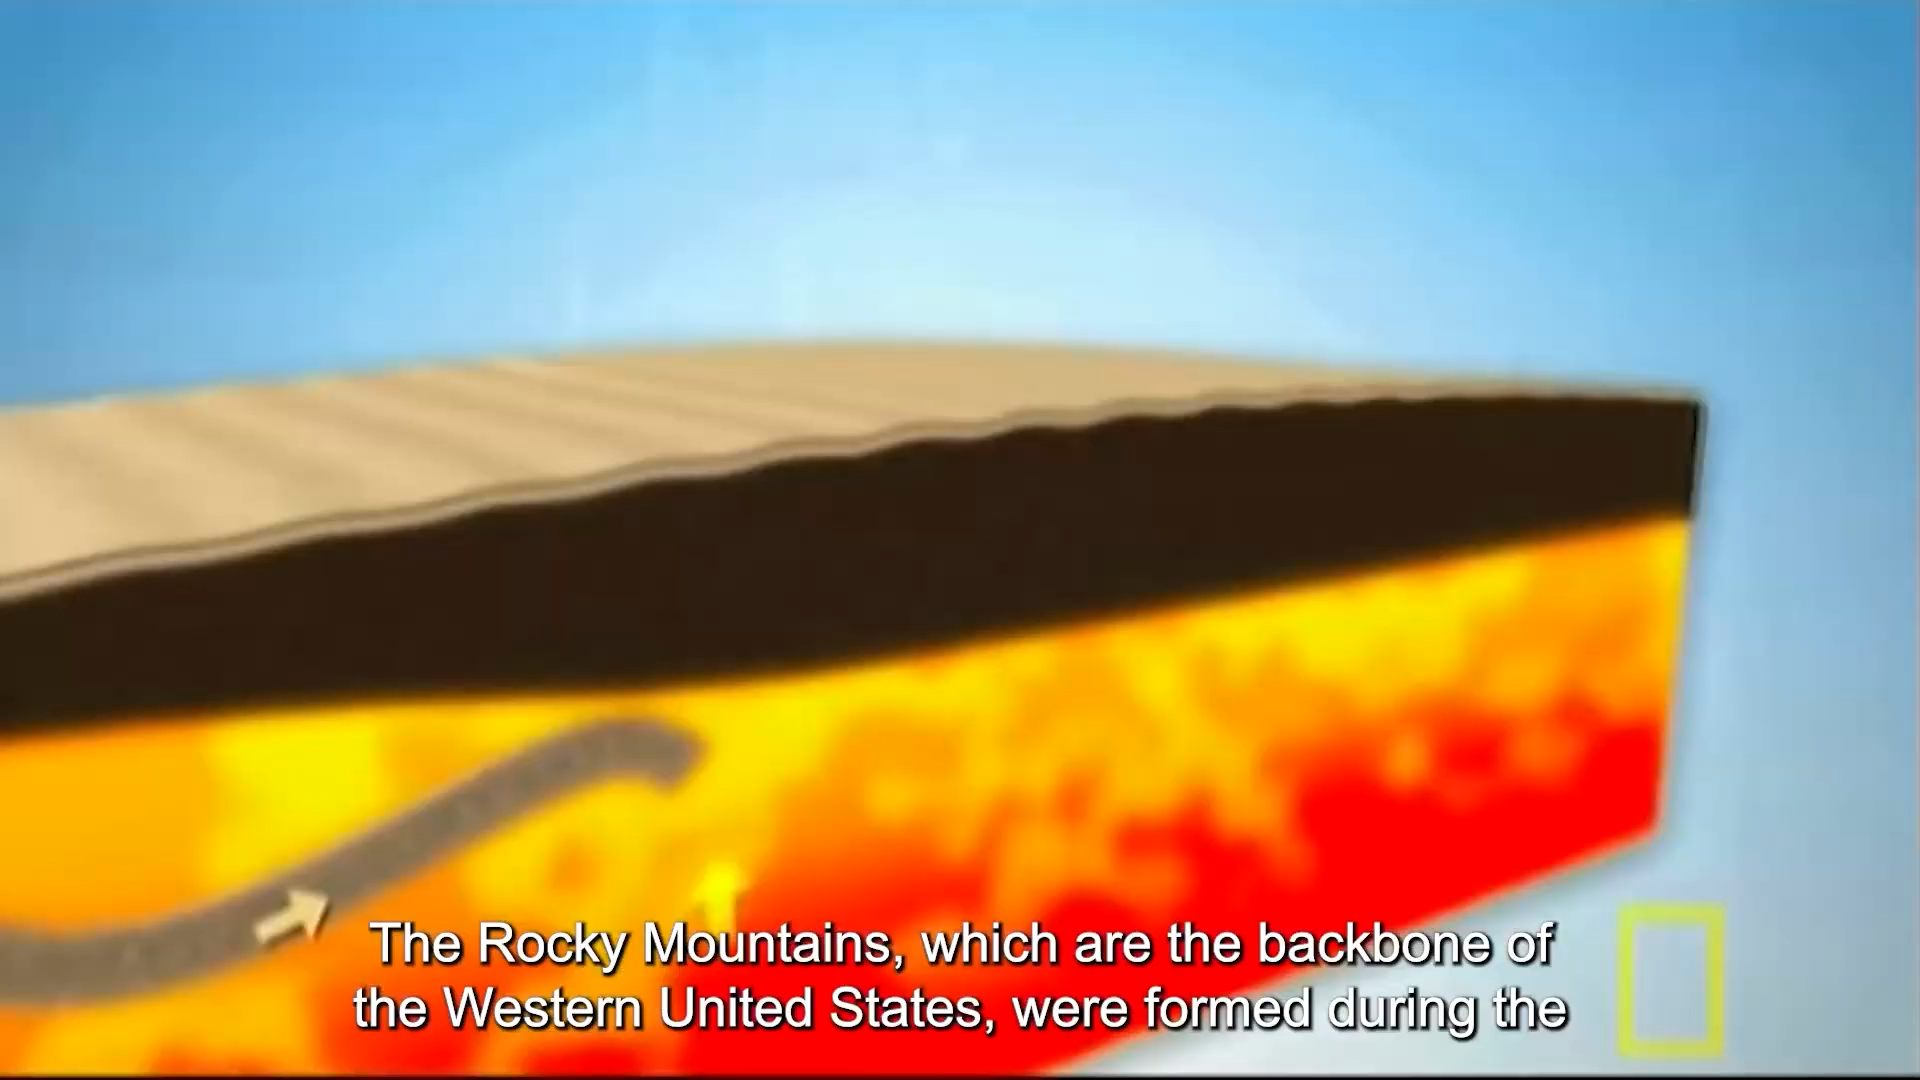 The Rocky Mountains, which are the backbone of
the Western United States, were formed during the